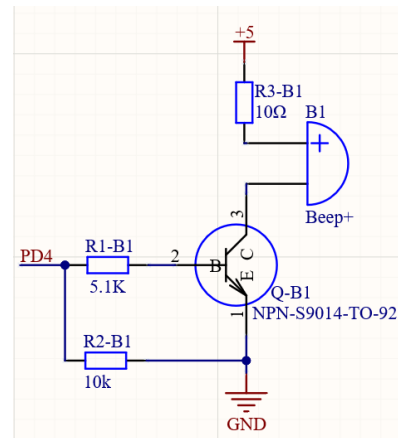 +5
R3-B1
10Ω
B1
+
Beep+
3
C
R1-B1
2
B
PD4
E
5.1K
Q-B1
1
NPN-S9014-TO-92
R2-B1
10k
GND